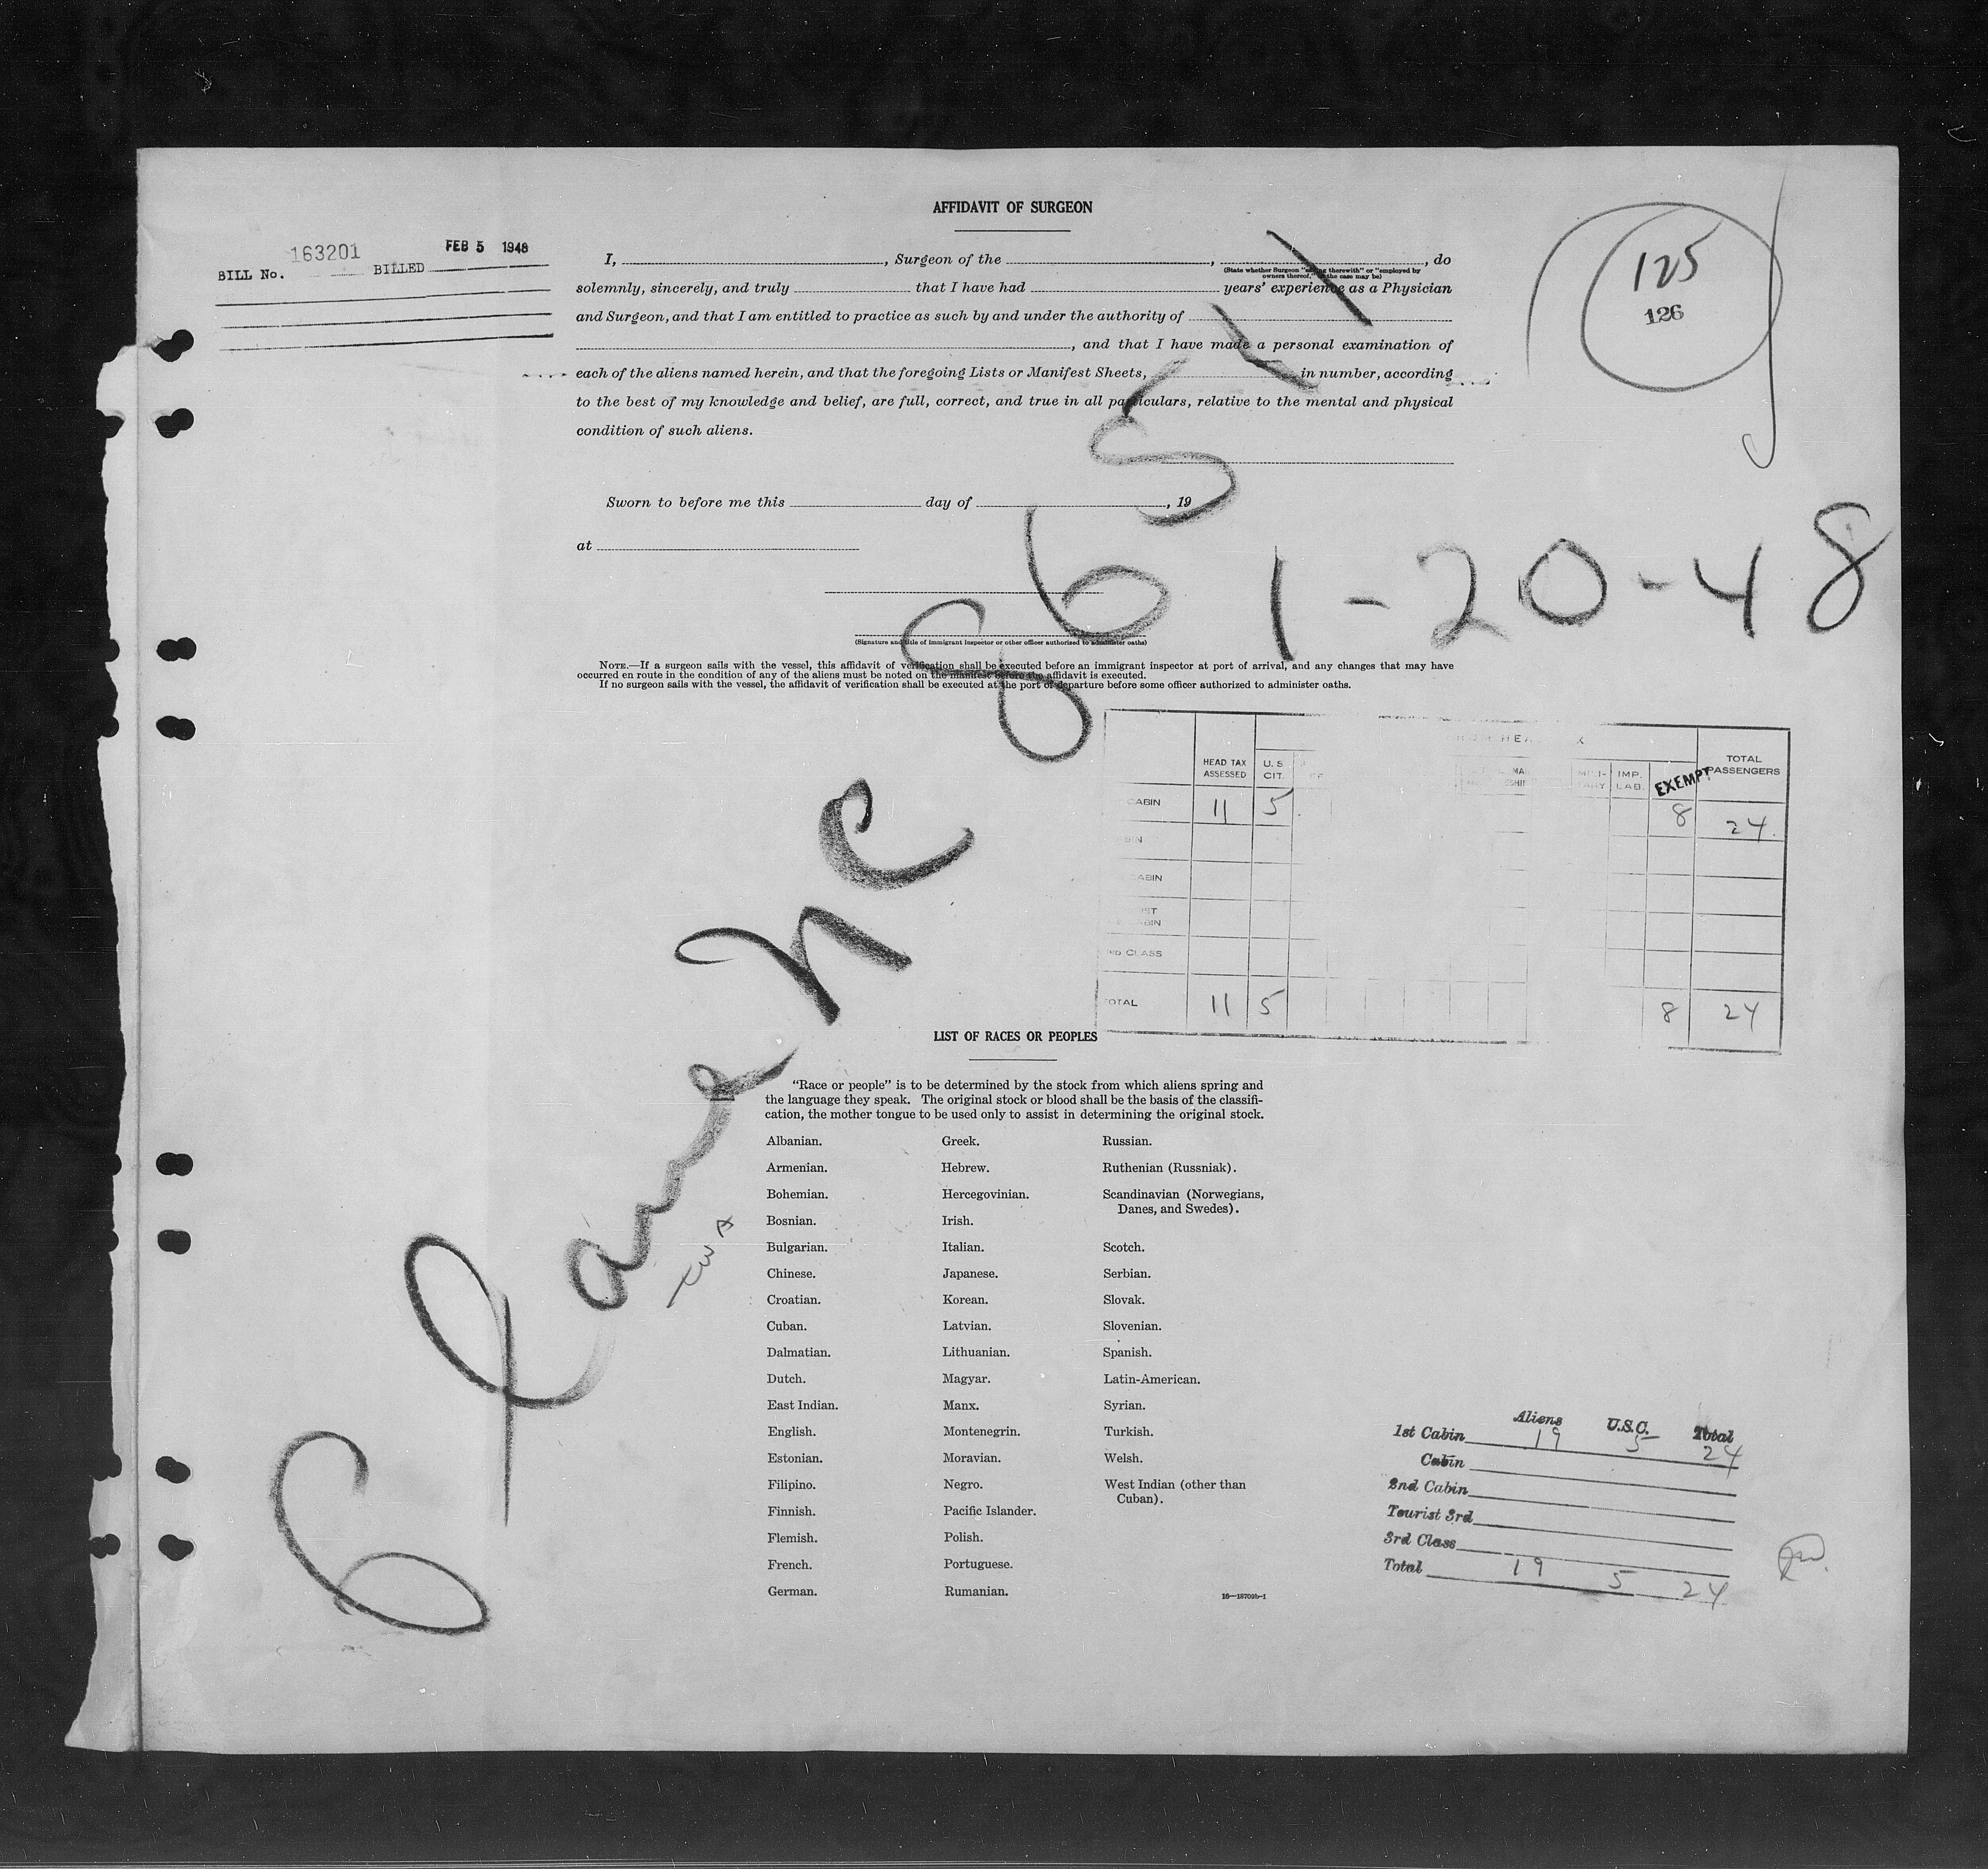 AFFIDAVIT OF SURGEON
BILL No. 163201 BILLED FEB 5 1948
125
126
I, , Surgeon of the , , do
(State whether Surgeon "sailing therewith" or "employed by
owners thereof," as the case may be)
solemnly, sincerely, and truly that I have had years' experience as a Physician
and Surgeon, and that I am entitled to practice as such by and under the authority of
, and that I have made a personal examination of
each of the aliens named herein, and that the foregoing Lists or Manifest Sheets, in number, according
to the best of my knowledge and belief, are full, correct, and true in all particulars, relative to the mental and physical
condition of such aliens.
Sworn to before me this day of , 19
at
(Signature and title of immigrant inspector or other officer authorized to administer oaths)
1-20-48
NOTE.—If a surgeon sails with the vessel, this affidavit of verification shall be executed before an immigrant inspector at port of arrival, and any changes that may have
occurred en route in the condition of any of the aliens must be noted on the manifest before the affidavit is executed.
If no surgeon sails with the vessel, the affidavit of verification shall be executed at the port of departure before some officer authorized to administer oaths.
Plane NC 86511
HEAD TAX
ASSESSED
U. S.
CIT.
IMP.
LAB.
EXEMPT
TOTAL
PASSENGERS
CABIN 11 5 8 24
CABIN
CLASS
TOTAL 11 5 8 24
LIST OF RACES OR PEOPLES
"Race or people" is to be determined by the stock from which aliens spring and
the language they speak. The original stock or blood shall be the basis of the classifi-
cation, the mother tongue to be used only to assist in determining the original stock.
Albanian. Greek. Russian.
Armenian. Hebrew. Ruthenian (Russniak).
Bohemian. Hercegovinian. Scandinavian (Norwegians,
Danes, and Swedes).
Bosnian. Irish.
Bulgarian. Italian. Scotch.
Chinese. Japanese. Serbian.
Croatian. Korean. Slovak.
Cuban. Latvian. Slovenian.
Dalmatian. Lithuanian. Spanish.
Dutch. Magyar. Latin-American.
East Indian. Manx. Syrian.
English. Montenegrin. Turkish.
Estonian. Moravian. Welsh.
Filipino. Negro. West Indian (other than
Cuban).
Finnish. Pacific Islander.
Flemish. Polish.
French. Portuguese.
German. Rumanian.
16—18709b-1
Aliens U.S.C. Total
1st Cabin 19 5 24
Cabin
2nd Cabin
Tourist 3rd
3rd Class
Total 19 5 24